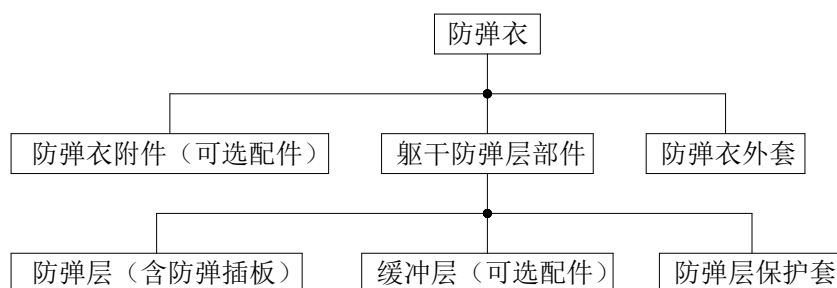 防弹衣
防弹衣附件（可选配件）
躯干防弹层部件
防弹衣外套
防弹层（含防弹插板）
缓冲层（可选配件）
防弹层保护套